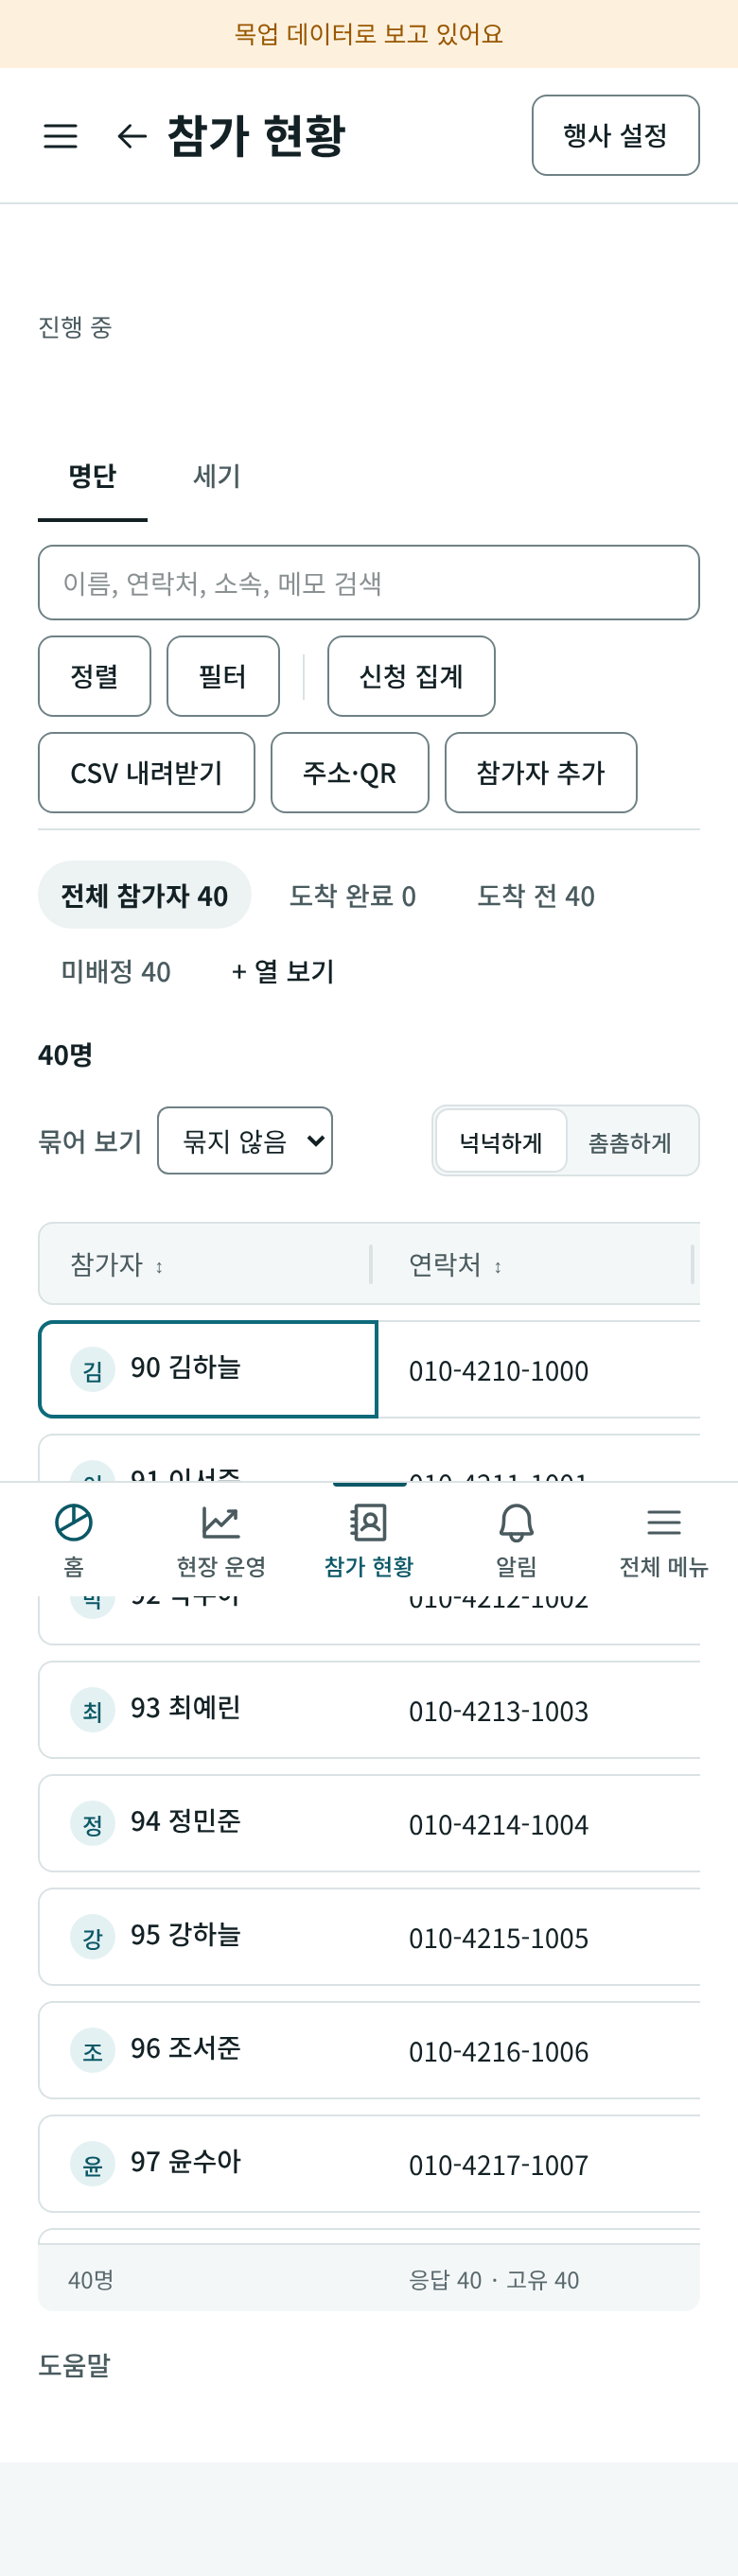 목업 데이터로 보고 있어요
참가 현황
행사 설정
진행 중
명단 세기
이름, 연락처, 소속, 메모 검색
정렬 필터 신청 집계
CSV 내려받기 주소·QR 참가자 추가
전체 참가자 40 도착 완료 0 도착 전 40
미배정 40 + 열 보기
40명
묶어 보기 묶지 않음 넉넉하게 촘촘하게
참가자 ↕ 연락처 ↕
김 90 김하늘 010-4210-1000
홈 현장 운영 참가 현황 알림 전체 메뉴
010-4212-1002
최 93 최예린 010-4213-1003
정 94 정민준 010-4214-1004
강 95 강하늘 010-4215-1005
조 96 조서준 010-4216-1006
윤 97 윤수아 010-4217-1007
40명 응답 40 · 고유 40
도움말